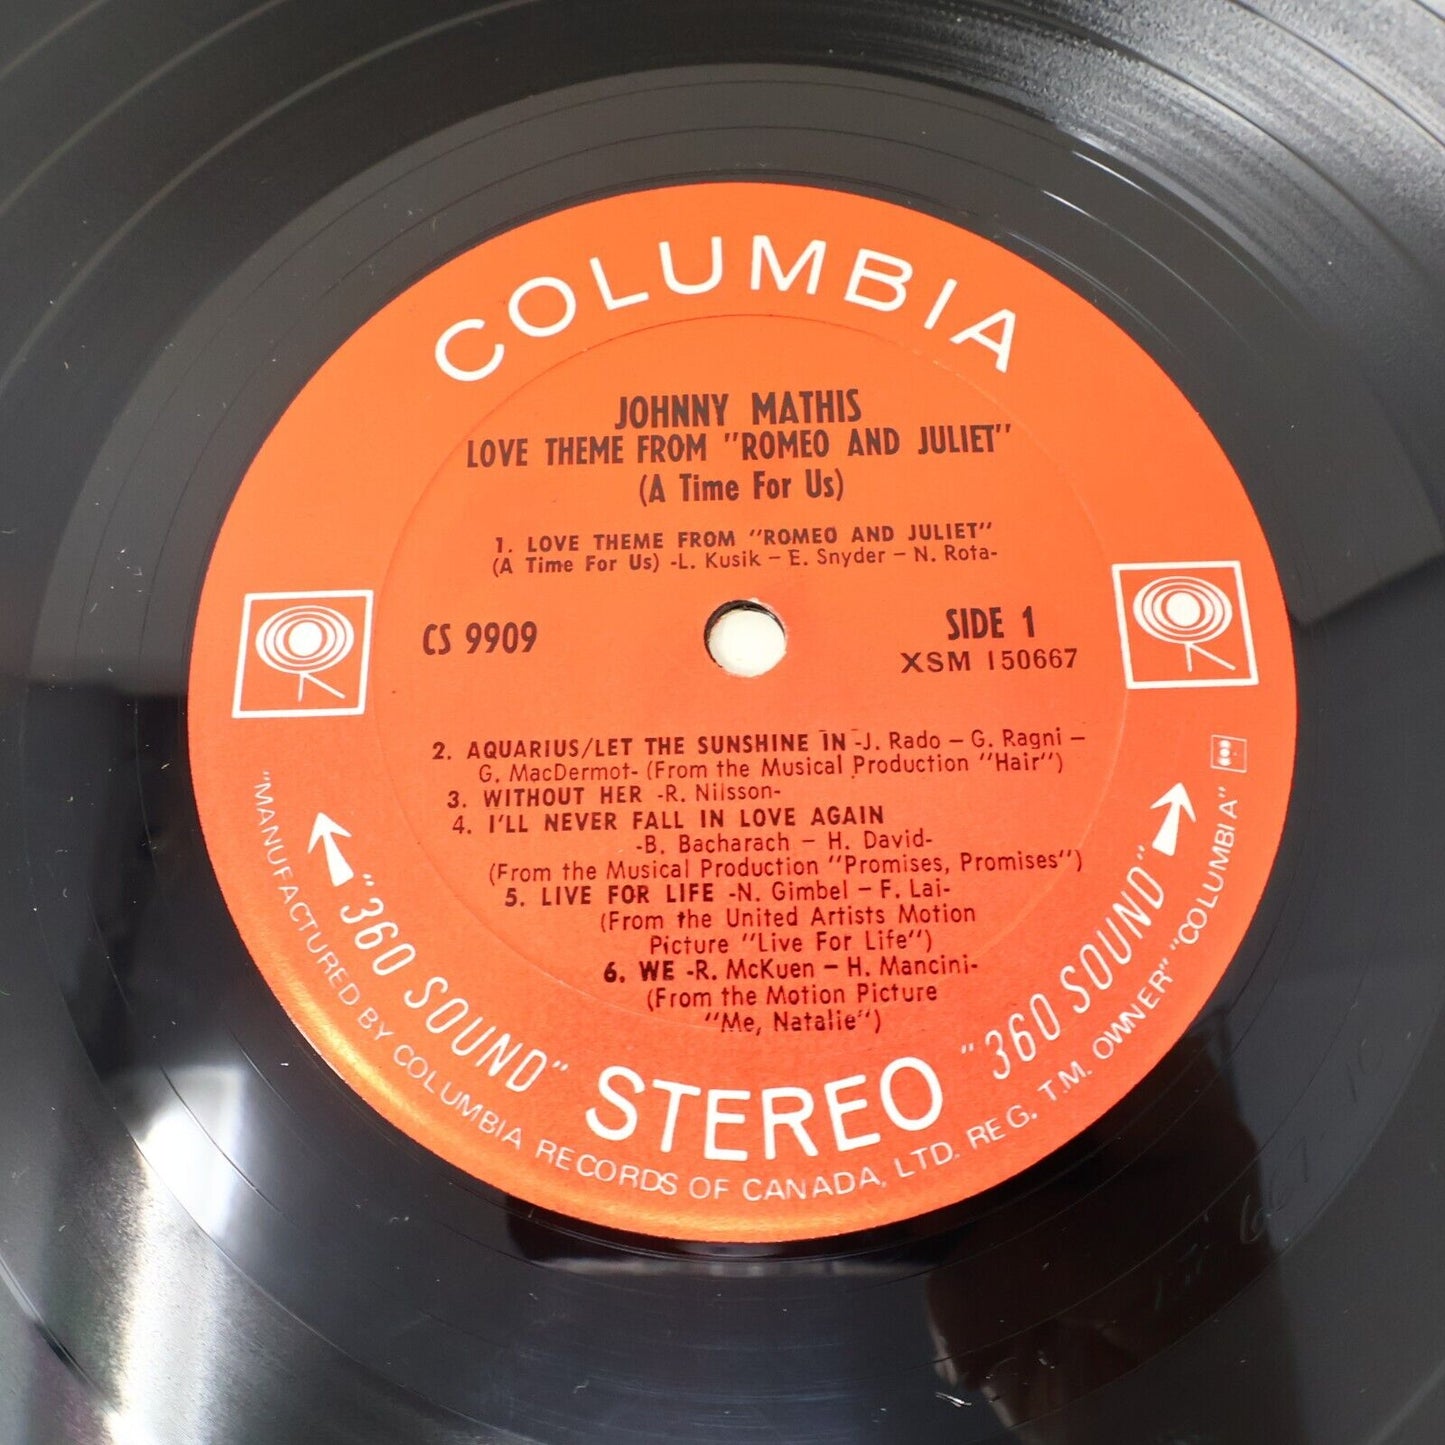 COLUMBIA
JOHNNY MATHIS
LOVE THEME FROM "ROMEO AND JULIET"
(A Time For Us)
1. LOVE THEME FROM "ROMEO AND JULIET"
(A Time For Us) -L. Kusik – E. Snyder – N. Rota-
CS 9909
SIDE 1
XSM 150667
2. AQUARIUS/LET THE SUNSHINE IN -J. Rado – G. Ragni –
G. MacDermot- (From the Musical Production "Hair")
3. WITHOUT HER -R. Nilsson-
4. I'LL NEVER FALL IN LOVE AGAIN
-B. Bacharach – H. David-
(From the Musical Production "Promises, Promises")
5. LIVE FOR LIFE -N. Gimbel – F. Lai-
(From the United Artists Motion
Picture "Live For Life")
6. WE -R. McKuen – H. Mancini-
(From the Motion Picture
"Me, Natalie")
"360 SOUND" STEREO "360 SOUND"
"MANUFACTURED BY COLUMBIA RECORDS OF CANADA, LTD. REG. T.M. OWNER" "COLUMBIA"